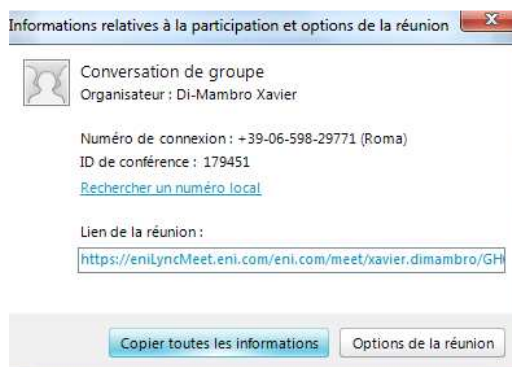 Informations relatives à la participation et options de la réunion
Conversation de groupe
Organisateur : Di-Mambro Xavier
Numéro de connexion : +39-06-598-29771 (Roma)
ID de conférence : 179451
Rechercher un numéro local
Lien de la réunion :
https://eniLyncMeet.eni.com/eni.com/meet/xavier.dimambro/GH
Copier toutes les informations
Options de la réunion